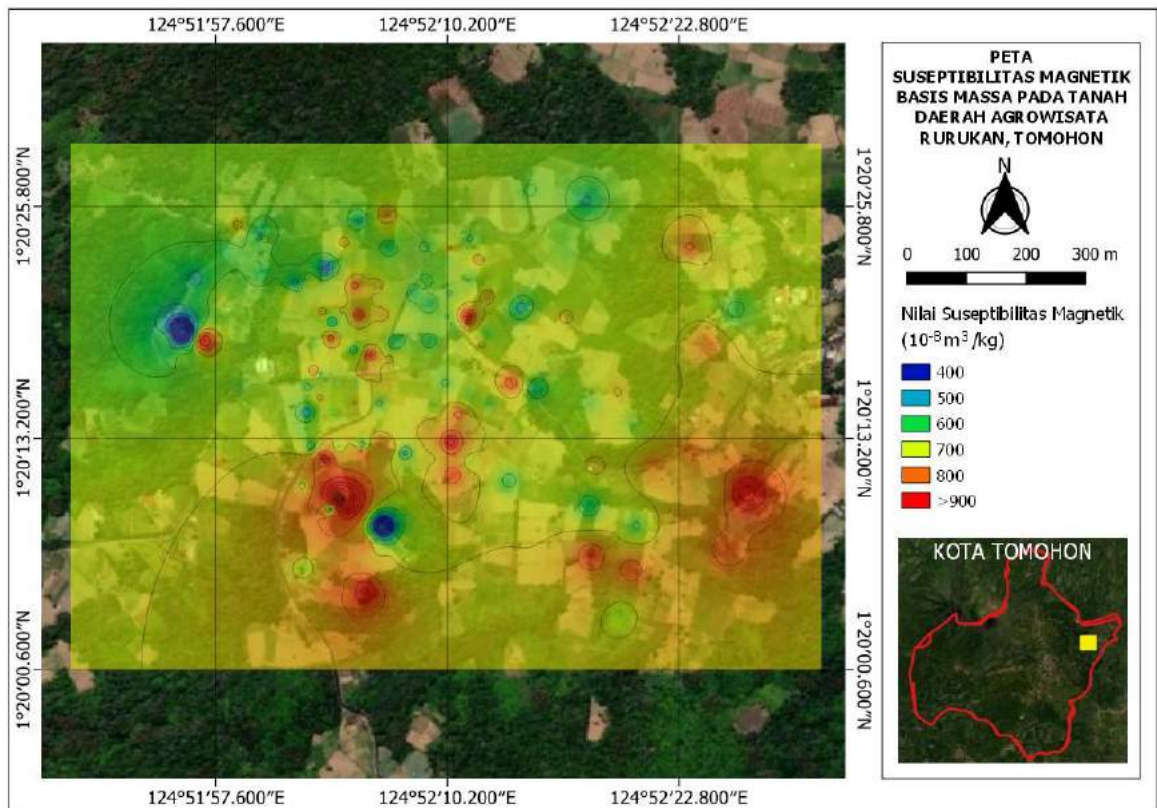 124°51′57.600″E
124°52′10.200″E
124°52′22.800″E
1°20′25.800″N
1°20′13.200″N
1°20′00.600″N
1°20′25.800″N
1°20′13.200″N
1°20′00.600″N
124°51′57.600″E
124°52′10.200″E
124°52′22.800″E
PETA
SUSEPTIBILITAS MAGNETIK
BASIS MASSA PADA TANAH
DAERAH AGROWISATA
RURUKAN, TOMOHON
N
0 100 200 300 m
Nilai Suseptibilitas Magnetik
(10⁻⁸m³/kg)
400
500
600
700
800
>900
KOTA TOMOHON